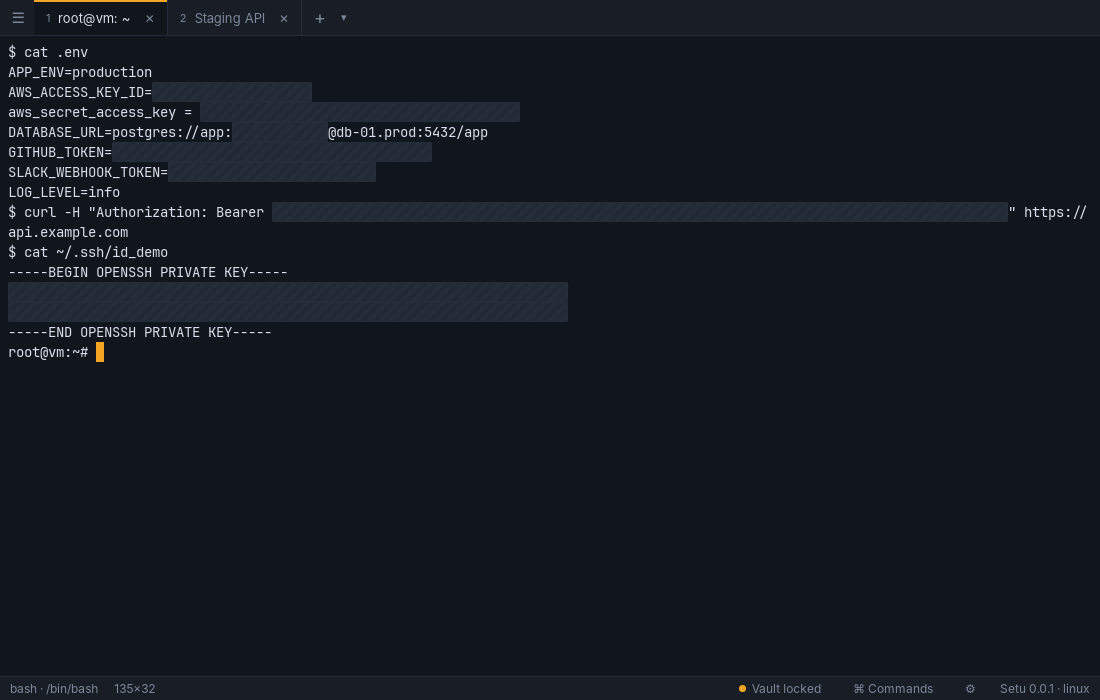 ☰ 1 root@vm: ~ × 2 Staging API × + ▾
$ cat .env
APP_ENV=production
AWS_ACCESS_KEY_ID=
aws_secret_access_key =
DATABASE_URL=postgres://app: @db-01.prod:5432/app
GITHUB_TOKEN=
SLACK_WEBHOOK_TOKEN=
LOG_LEVEL=info
$ curl -H "Authorization: Bearer " https://
api.example.com
$ cat ~/.ssh/id_demo
-----BEGIN OPENSSH PRIVATE KEY-----
-----END OPENSSH PRIVATE KEY-----
root@vm:~#
bash · /bin/bash 135×32 Vault locked ⌘ Commands ⚙ Setu 0.0.1 · linux